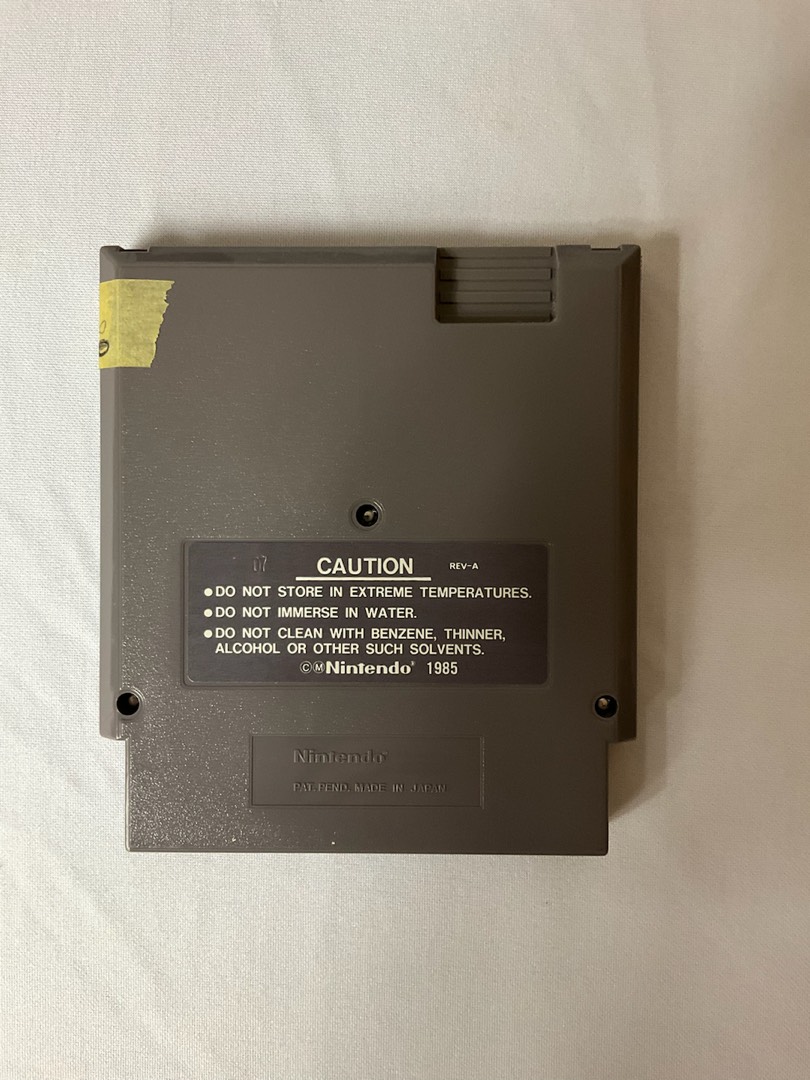 07
CAUTION REV-A
●DO NOT STORE IN EXTREME TEMPERATURES.
●DO NOT IMMERSE IN WATER.
●DO NOT CLEAN WITH BENZENE, THINNER,
ALCOHOL OR OTHER SUCH SOLVENTS.
©ⓂNintendo® 1985
Nintendo®
PAT. PEND. MADE IN JAPAN